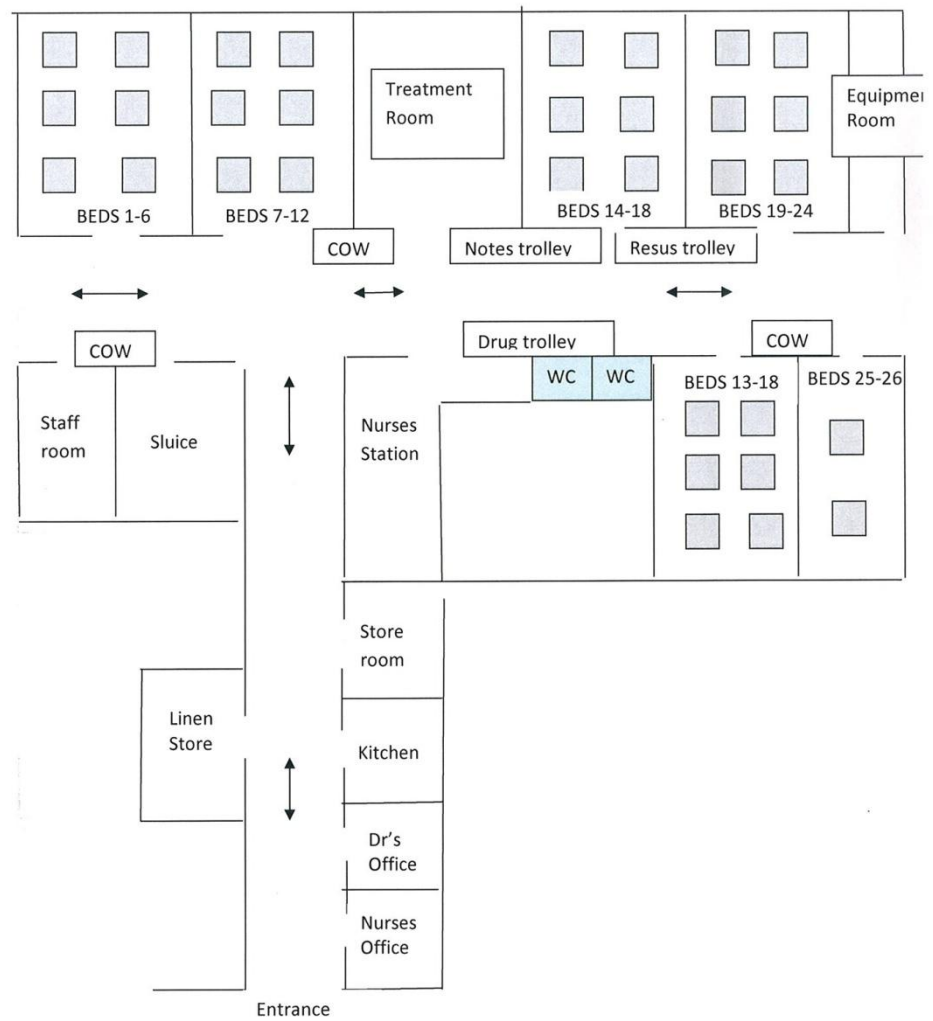 Treatment
Room
Equipmer
Room
BEDS 1-6
BEDS 7-12
BEDS 14-18
BEDS 19-24
COW
Notes trolley
Resus trolley
COW
Drug trolley
COW
WC
WC
BEDS 13-18
BEDS 25-26
Staff
room
Sluice
Nurses
Station
Store
room
Linen
Store
Kitchen
Dr's
Office
Nurses
Office
Entrance